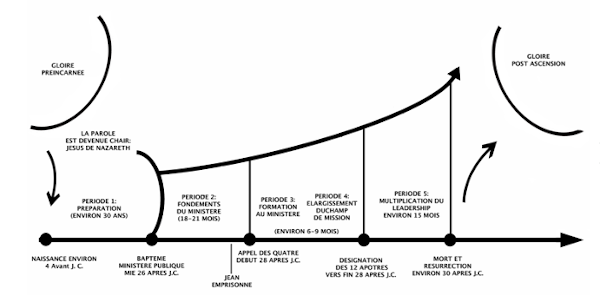 GLOIRE
PREINCARNEE
GLOIRE
POST ASCENSION
LA PAROLE
EST DEVENUE CHAIR:
JESUS DE NAZARETH
PERIODE 1:
PREPARATION
(ENVIRON 30 ANS)
PERIODE 2:
FONDEMENTS
DU MINISTERE
(18-21 MOIS)
PERIODE 3:
FORMATION
AU MINISTERE
PERIODE 4:
ELARGISSEMENT
DUCHAMP
DE MISSION
(ENVIRON 6-9 MOIS)
PERIODE 5:
MULTIPLICATION DU
LEADERSHIP
ENVIRON 15 MOIS
NAISSANCE ENVIRON
4 Avant J. C.
BAPTEME
MINISTERE PUBLIQUE
MIE 26 APRES J.C.
JEAN
EMPRISONNE
APPEL DES QUATRE
DEBUT 28 APRES J.C.
DESIGNATION
DES 12 APOTRES
VERS FIN 28 APRES J.C.
MORT ET
RESURRECTION
ENVIRON 30 APRES J.C.